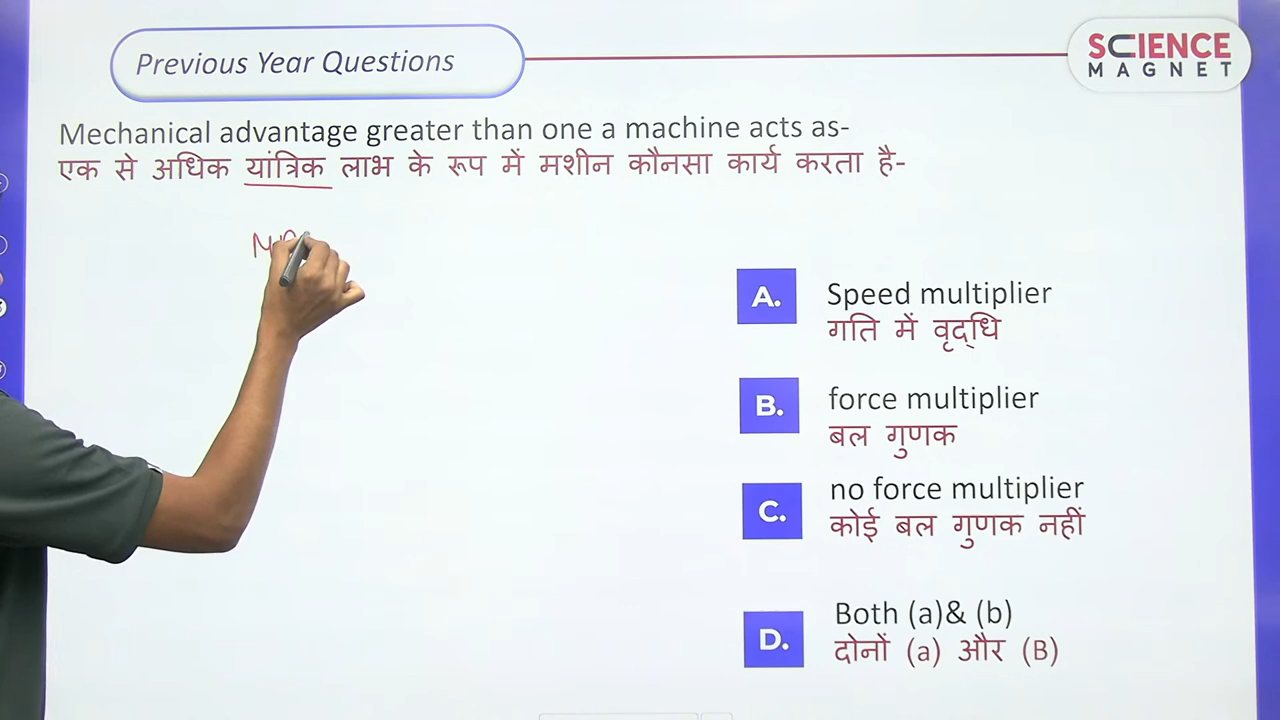 Previous Year Questions
SCIENCE
MAGNET
Mechanical advantage greater than one a machine acts as-
एक से अधिक यांत्रिक लाभ के रूप में मशीन कौनसा कार्य करता है-
A. Speed multiplier
गति में वृद्धि
B. force multiplier
बल गुणक
C. no force multiplier
कोई बल गुणक नहीं
D. Both (a)& (b)
दोनों (a) और (B)